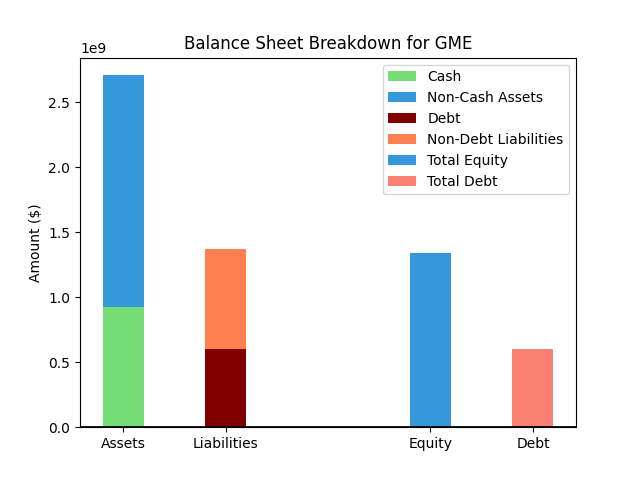 Balance Sheet Breakdown for GME
1e9
Cash
Non-Cash Assets
Debt
Non-Debt Liabilities
Total Equity
Total Debt
Amount ($)
2.5
2.0
1.5
1.0
0.5
0.0
Assets Liabilities Equity Debt